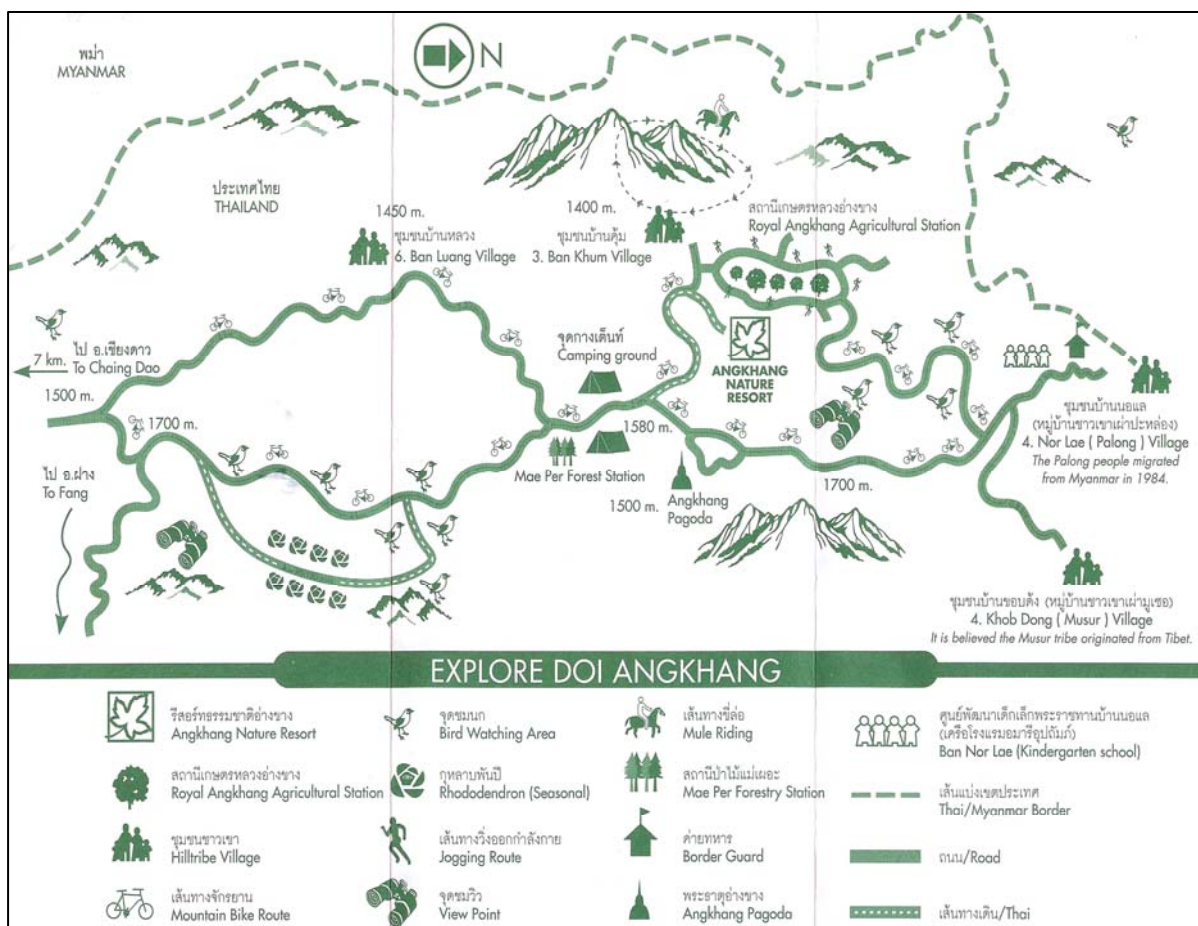 พม่า
MYANMAR
N
ประเทศไทย
THAILAND
1450 m.
ชุมชนบ้านหลวง
6. Ban Luang Village
1400 m.
ชุมชนบ้านคุ้ม
3. Ban Khum Village
สถานีเกษตรหลวงอ่างขาง
Royal Angkhang Agricultural Station
ไป อ.เชียงดาว
7 km. To Chaing Dao
1500 m.
1700 m.
ไป อ.ฝาง
To Fang
จุดกางเต็นท์
Camping ground
ANGKHANG
NATURE
RESORT
1580 m.
Mae Per Forest Station
1500 m.
Angkhang
Pagoda
1700 m.
ชุมชนบ้านนอแล
(หมู่บ้านชาวเขาเผ่าปะหล่อง)
4. Nor Lae ( Palong ) Village
The Palong people migrated
from Myanmar in 1984.
ชุมชนบ้านขอบด้ง (หมู่บ้านชาวเขาเผ่ามูเซอ)
4. Khob Dong ( Musur ) Village
It is believed the Musur tribe originated from Tibet.
EXPLORE DOI ANGKHANG
รีสอร์ทธรรมชาติอ่างขาง
Angkhang Nature Resort
สถานีเกษตรหลวงอ่างขาง
Royal Angkhang Agricultural Station
ชุมชนชาวเขา
Hilltribe Village
เส้นทางจักรยาน
Mountain Bike Route
จุดชมนก
Bird Watching Area
กุหลาบพันปี
Rhododendron (Seasonal)
เส้นทางวิ่งออกกำลังกาย
Jogging Route
จุดชมวิว
View Point
เส้นทางขี่ล่อ
Mule Riding
สถานีป่าไม้แม่เผอะ
Mae Per Forestry Station
ค่ายทหาร
Border Guard
พระธาตุอ่างขาง
Angkhang Pagoda
ศูนย์พัฒนาเด็กเล็กพระราชทานบ้านนอแล
(เครือโรงแรมอมารีอุปถัมภ์)
Ban Nor Lae (Kindergarten school)
เส้นแบ่งเขตประเทศ
Thai/Myanmar Border
ถนน/Road
เส้นทางเดิน/Thai